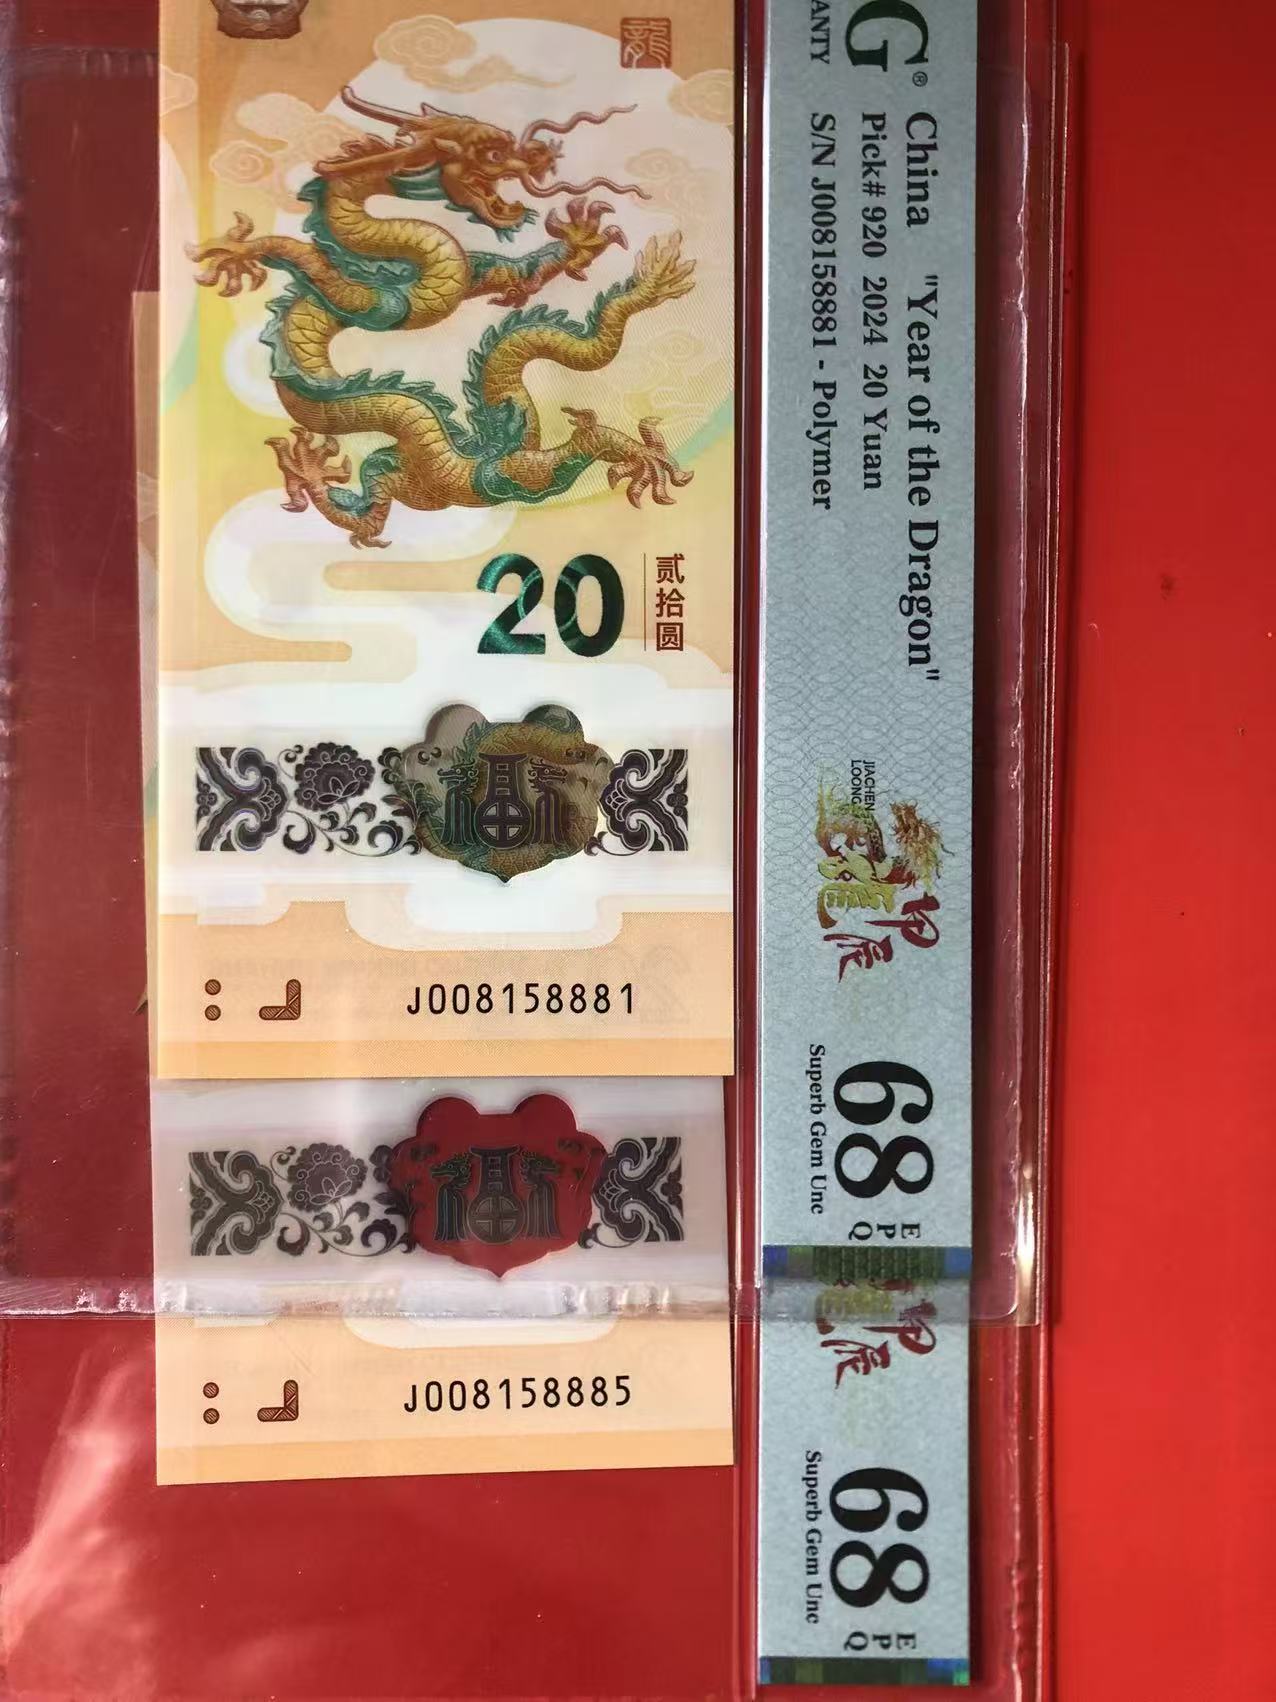 龍
20
贰拾圆
J008158881
J008158885
G®
ANTY
China "Year of the Dragon"
Pick# 920 2024 20 Yuan
S/N J008158881 - Polymer
JIACHEN
LOONG
甲辰
68
EPQ
Superb Gem Unc
甲辰
68
EPQ
Superb Gem Unc